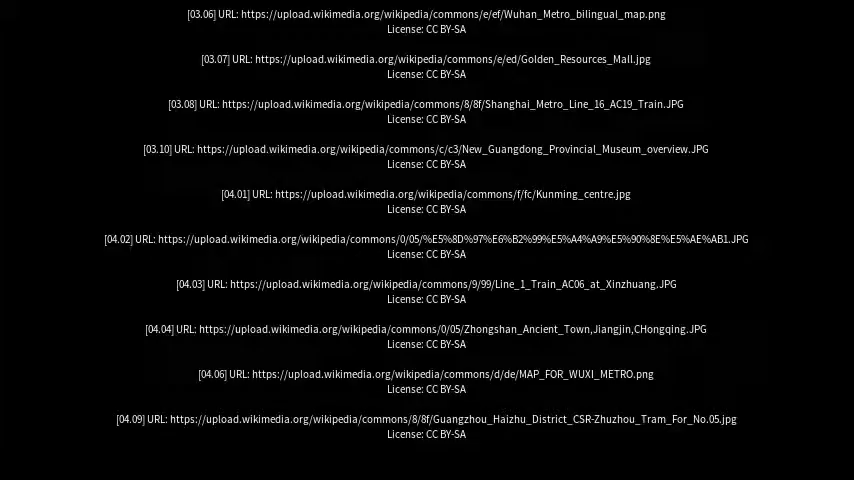 [03.06] URL: https://upload.wikimedia.org/wikipedia/commons/e/ef/Wuhan_Metro_bilingual_map.png
License: CC BY-SA
[03.07] URL: https://upload.wikimedia.org/wikipedia/commons/e/ed/Golden_Resources_Mall.jpg
License: CC BY-SA
[03.08] URL: https://upload.wikimedia.org/wikipedia/commons/8/8f/Shanghai_Metro_Line_16_AC19_Train.JPG
License: CC BY-SA
[03.10] URL: https://upload.wikimedia.org/wikipedia/commons/c/c3/New_Guangdong_Provincial_Museum_overview.JPG
License: CC BY-SA
[04.01] URL: https://upload.wikimedia.org/wikipedia/commons/f/fc/Kunming_centre.jpg
License: CC BY-SA
[04.02] URL: https://upload.wikimedia.org/wikipedia/commons/0/05/%E5%8D%97%E6%B2%99%E5%A4%A9%E5%90%8E%E5%AE%AB1.JPG
License: CC BY-SA
[04.03] URL: https://upload.wikimedia.org/wikipedia/commons/9/99/Line_1_Train_AC06_at_Xinzhuang.JPG
License: CC BY-SA
[04.04] URL: https://upload.wikimedia.org/wikipedia/commons/0/05/Zhongshan_Ancient_Town,Jiangjin,CHongqing.JPG
License: CC BY-SA
[04.06] URL: https://upload.wikimedia.org/wikipedia/commons/d/de/MAP_FOR_WUXI_METRO.png
License: CC BY-SA
[04.09] URL: https://upload.wikimedia.org/wikipedia/commons/8/8f/Guangzhou_Haizhu_District_CSR-Zhuzhou_Tram_For_No.05.jpg
License: CC BY-SA